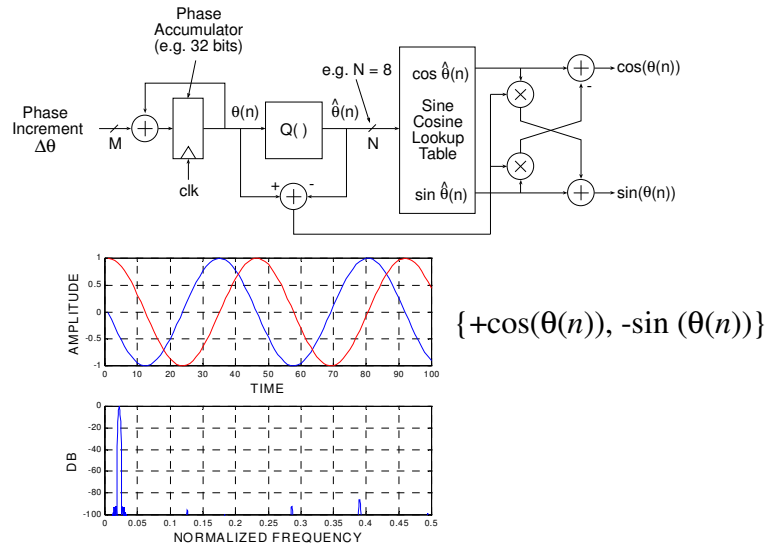 Phase
Accumulator
(e.g. 32 bits)
e.g. N = 8
Phase
Increment
Δθ
M
+
clk
θ(n)
Q( )
θ̂(n)
N
+
-
+
cos θ̂(n)
Sine
Cosine
Lookup
Table
sin θ̂(n)
×
×
+
-
cos(θ(n))
+
sin(θ(n))
AMPLITUDE
1
0.5
0
-0.5
-1
0 10 20 30 40 50 60 70 80 90 100
TIME
{+cos(θ(n)), -sin (θ(n))}
DB
0
-20
-40
-60
-80
-100
0 0.05 0.1 0.15 0.2 0.25 0.3 0.35 0.4 0.45 0.5
NORMALIZED FREQUENCY